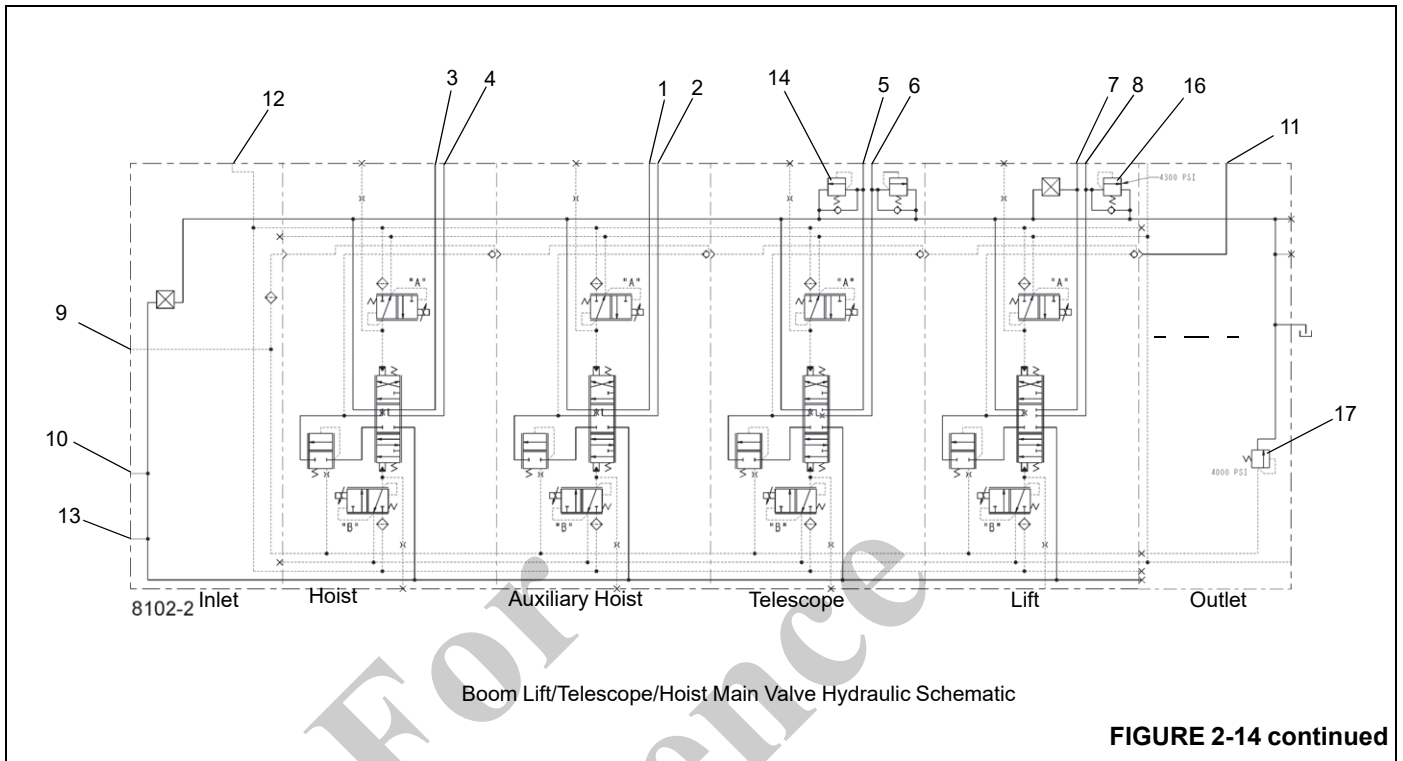 3 4 1 2 14 5 6 7 8 16
12 11
4300 PSI
"A" "A" "A" "A"
9
10 17
4000 PSI
13
"B" "B" "B" "B"
Inlet Hoist Auxiliary Hoist Telescope Lift Outlet
8102-2
For
ence
Boom Lift/Telescope/Hoist Main Valve Hydraulic Schematic
FIGURE 2-14 continued